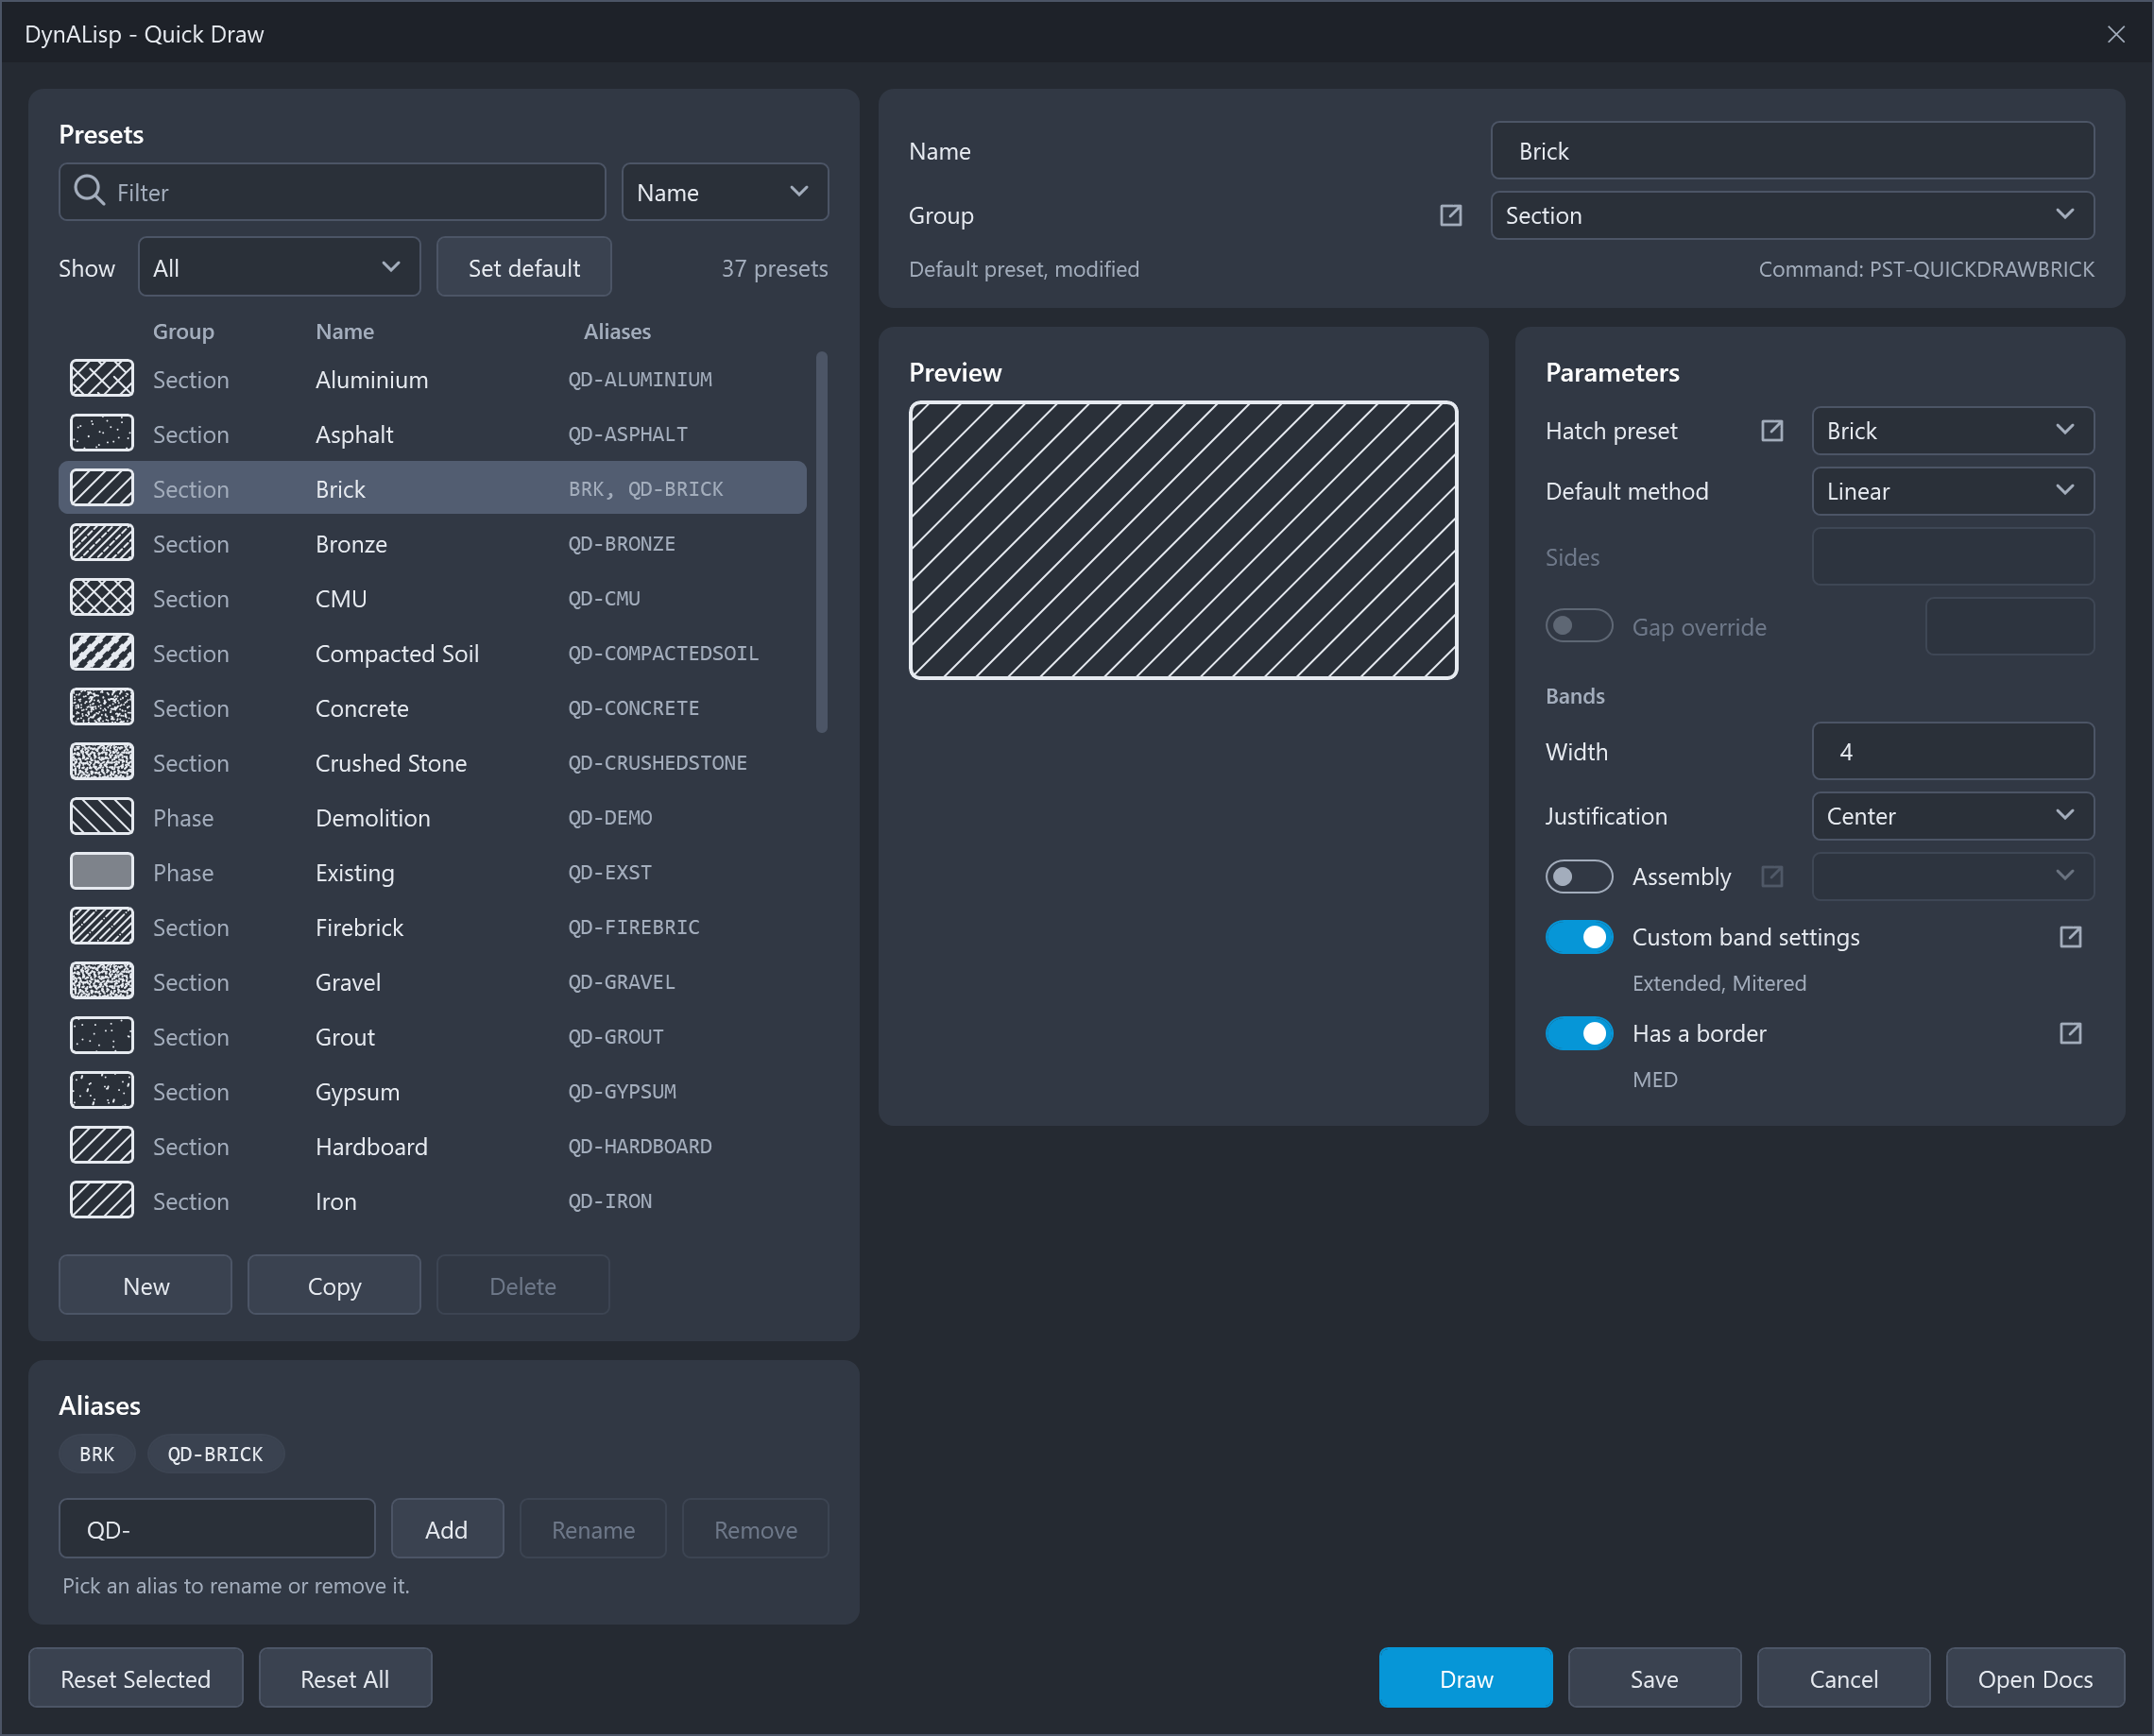 DynALisp - Quick Draw
Presets
Filter
Name
Show
All
Set default
37 presets
Group Name Aliases
Section Aluminium QD-ALUMINIUM
Section Asphalt QD-ASPHALT
Section Brick BRK, QD-BRICK
Section Bronze QD-BRONZE
Section CMU QD-CMU
Section Compacted Soil QD-COMPACTEDSOIL
Section Concrete QD-CONCRETE
Section Crushed Stone QD-CRUSHEDSTONE
Phase Demolition QD-DEMO
Phase Existing QD-EXST
Section Firebrick QD-FIREBRIC
Section Gravel QD-GRAVEL
Section Grout QD-GROUT
Section Gypsum QD-GYPSUM
Section Hardboard QD-HARDBOARD
Section Iron QD-IRON
New
Copy
Delete
Aliases
BRK
QD-BRICK
QD-
Add
Rename
Remove
Pick an alias to rename or remove it.
Name
Brick
Group
Section
Default preset, modified
Command: PST-QUICKDRAWBRICK
Preview
Parameters
Hatch preset
Brick
Default method
Linear
Sides
Gap override
Bands
Width
4
Justification
Center
Assembly
Custom band settings
Extended, Mitered
Has a border
MED
Reset Selected
Reset All
Draw
Save
Cancel
Open Docs